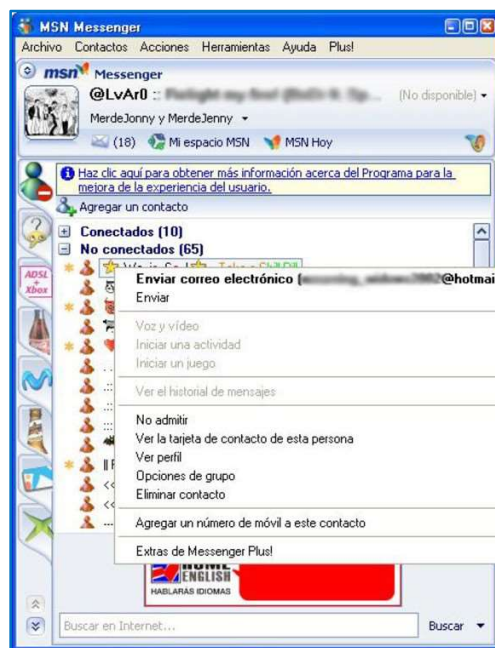 MSN Messenger
Archivo Contactos Acciones Herramientas Ayuda Plus!
msn Messenger
@LvAr0 ::
(No disponible)
MerdeJonny y MerdeJenny
(18) Mi espacio MSN MSN Hoy
Haz clic aquí para obtener más información acerca del Programa para la
mejora de la experiencia del usuario.
Agregar un contacto
Conectados (10)
No conectados (65)
Enviar correo electrónico ( @hotmai
Enviar
Voz y vídeo
Iniciar una actividad
Iniciar un juego
Ver el historial de mensajes
No admitir
Ver la tarjeta de contacto de esta persona
Ver perfil
Opciones de grupo
Eliminar contacto
Agregar un número de móvil a este contacto
Extras de Messenger Plus!
ADSL
+
Xbox
HOME
ENGLISH
HABLARÁS IDIOMAS
Buscar en Internet...
Buscar